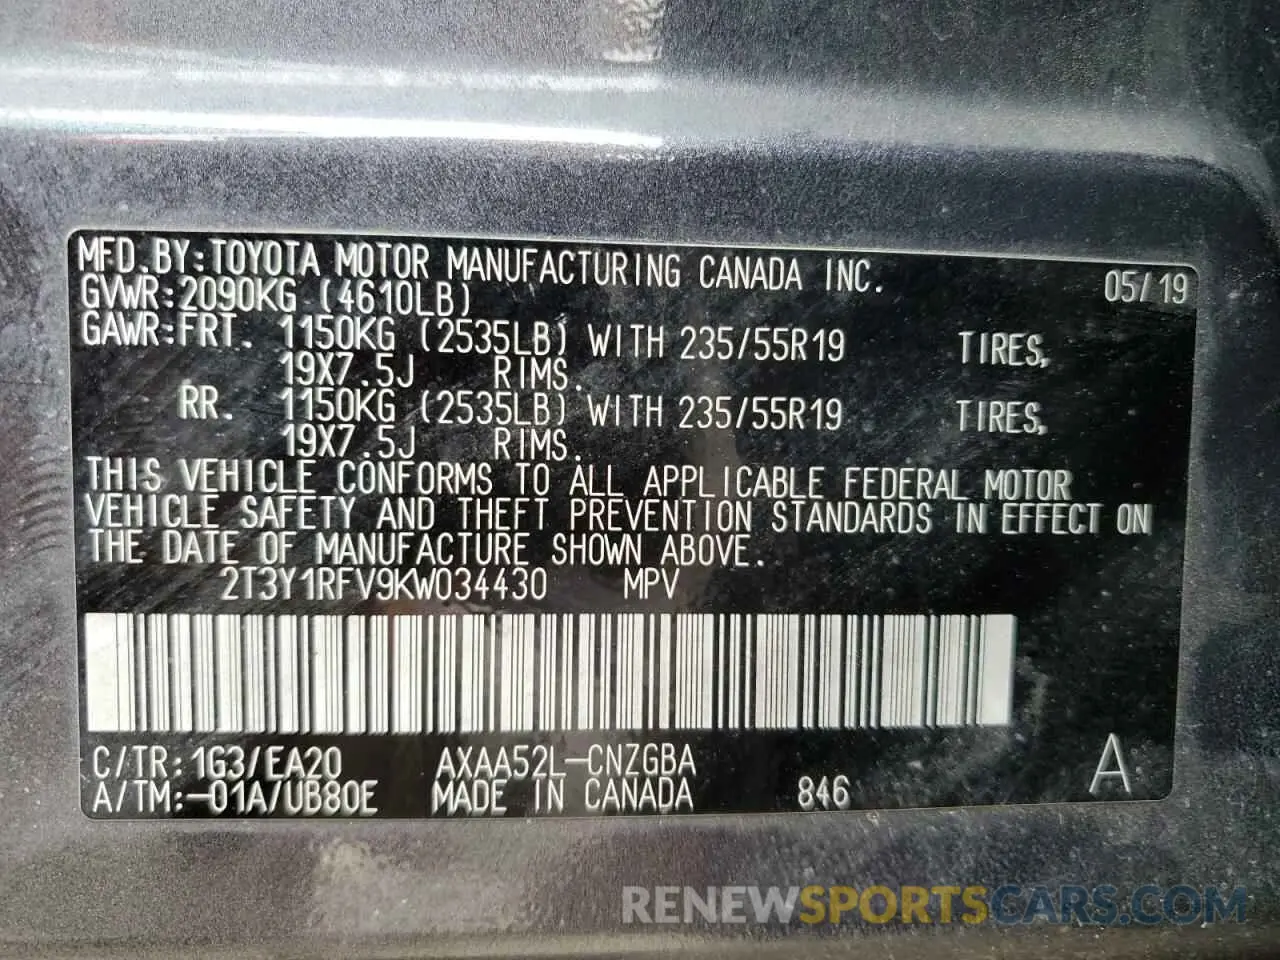 MFD.BY:TOYOTA MOTOR MANUFACTURING CANADA INC. 05/19
GVWR:2090KG (4610LB)
GAWR:FRT. 1150KG (2535LB) WITH 235/55R19 TIRES,
19X7.5J RIMS.
RR. 1150KG (2535LB) WITH 235/55R19 TIRES,
19X7.5J RIMS.
THIS VEHICLE CONFORMS TO ALL APPLICABLE FEDERAL MOTOR
VEHICLE SAFETY AND THEFT PREVENTION STANDARDS IN EFFECT ON
THE DATE OF MANUFACTURE SHOWN ABOVE.
2T3Y1RFV9KW034430 MPV
C/TR:1G3/EA20 AXAA52L-CNZGBA
A/TM:-01A/UB80E MADE IN CANADA 846 A
RENEWSPORTSCARS.COM